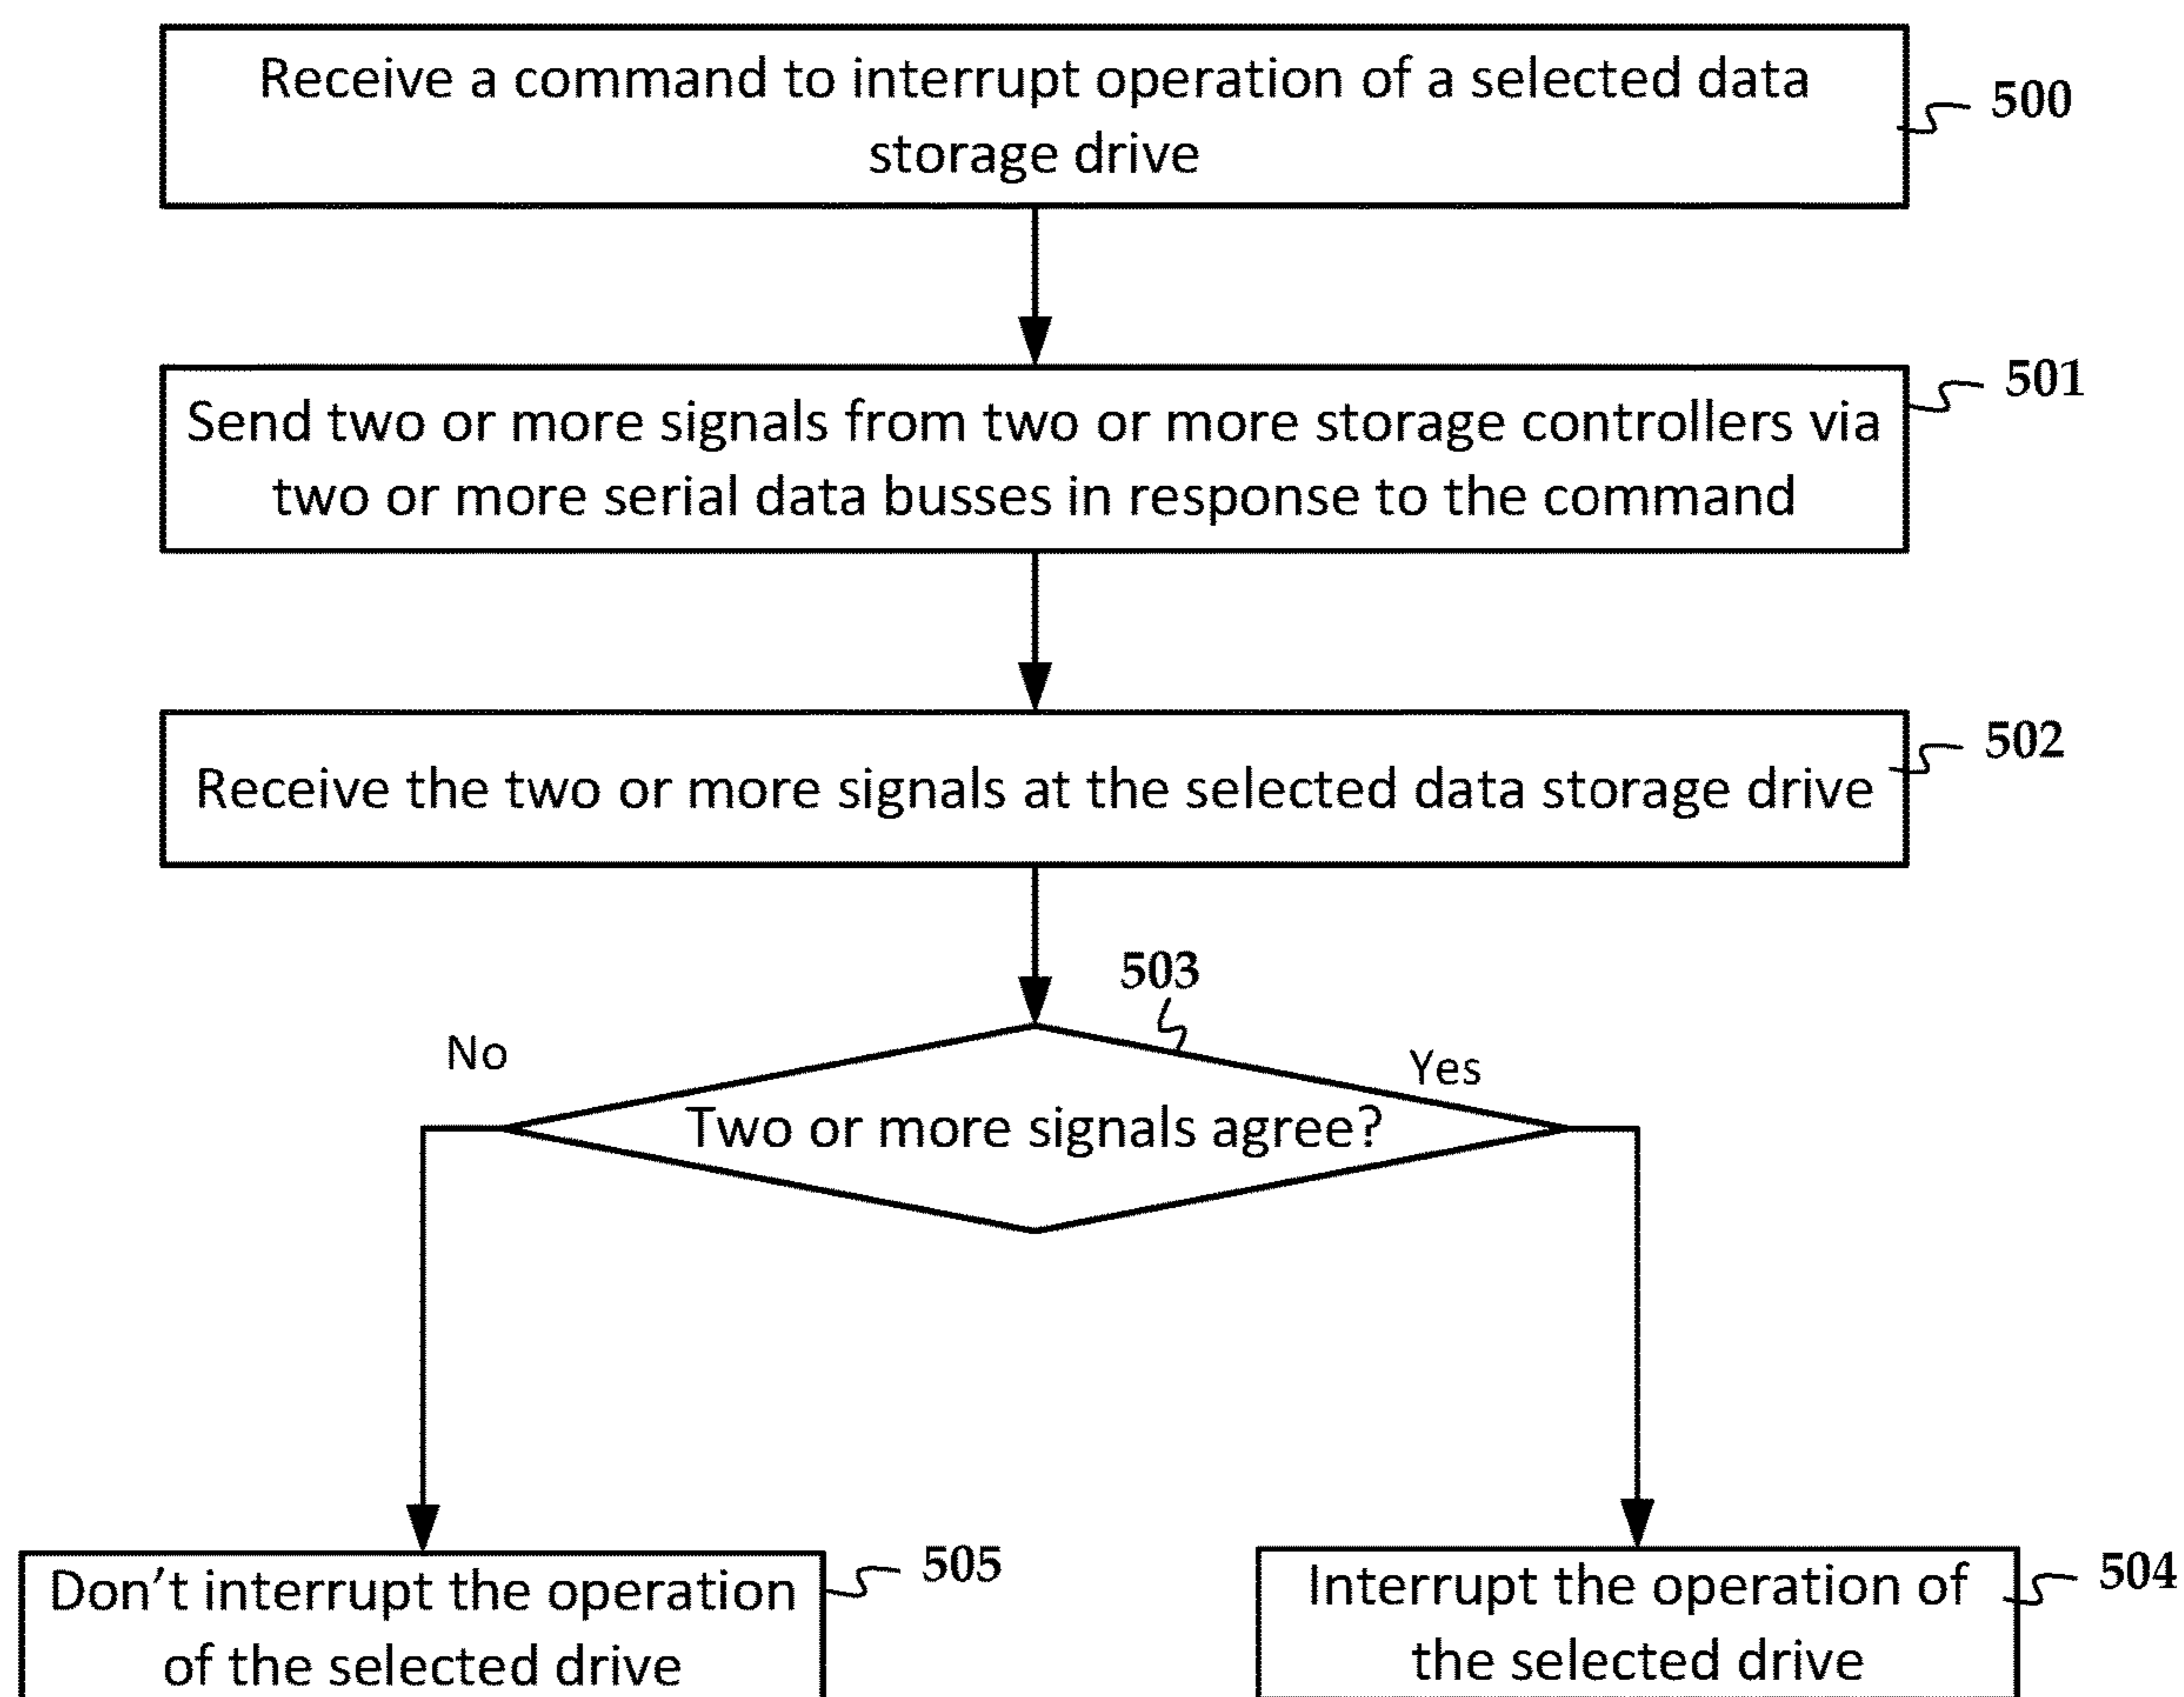 Receive a command to interrupt operation of a selected data
storage drive
500
Send two or more signals from two or more storage controllers via
two or more serial data busses in response to the command
501
Receive the two or more signals at the selected data storage drive
502
503
No
Yes
Two or more signals agree?
Don't interrupt the operation
of the selected drive
505
Interrupt the operation of
the selected drive
504